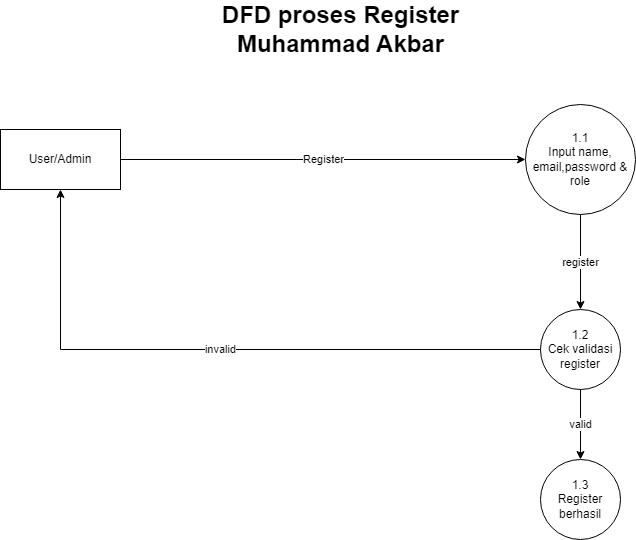 DFD proses Register
Muhammad Akbar
User/Admin
Register
1.1
Input name,
email,password &
role
register
1.2
Cek validasi
register
invalid
valid
1.3
Register
berhasil